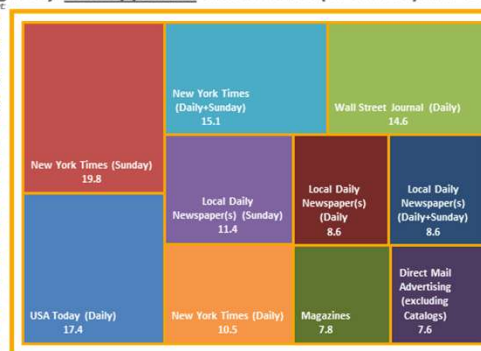 New York Times
(Daily+Sunday)
15.1
Wall Street Journal (Daily)
14.6
New York Times (Sunday)
19.8
Local Daily
Newspaper(s) (Sunday)
11.4
Local Daily
Newspaper(s)
(Daily
8.6
Local Daily
Newspaper(s)
(Daily+Sunday)
8.6
USA Today (Daily)
17.4
New York Times (Daily)
10.5
Magazines
7.8
Direct Mail
Advertising
(excluding
Catalogs)
7.6